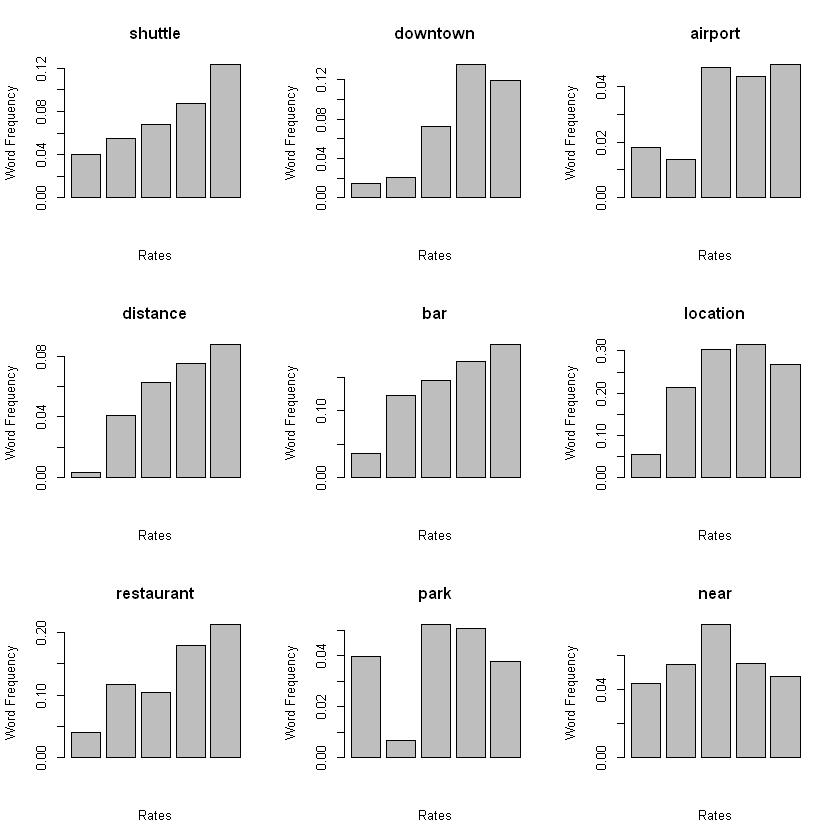 shuttle
Word Frequency
0.00 0.04 0.08 0.12
Rates
downtown
Word Frequency
0.00 0.04 0.08 0.12
Rates
airport
Word Frequency
0.00 0.02 0.04
Rates
distance
Word Frequency
0.00 0.04 0.08
Rates
bar
Word Frequency
0.00 0.10
Rates
location
Word Frequency
0.00 0.10 0.20 0.30
Rates
restaurant
Word Frequency
0.00 0.10 0.20
Rates
park
Word Frequency
0.00 0.02 0.04
Rates
near
Word Frequency
0.00 0.04
Rates